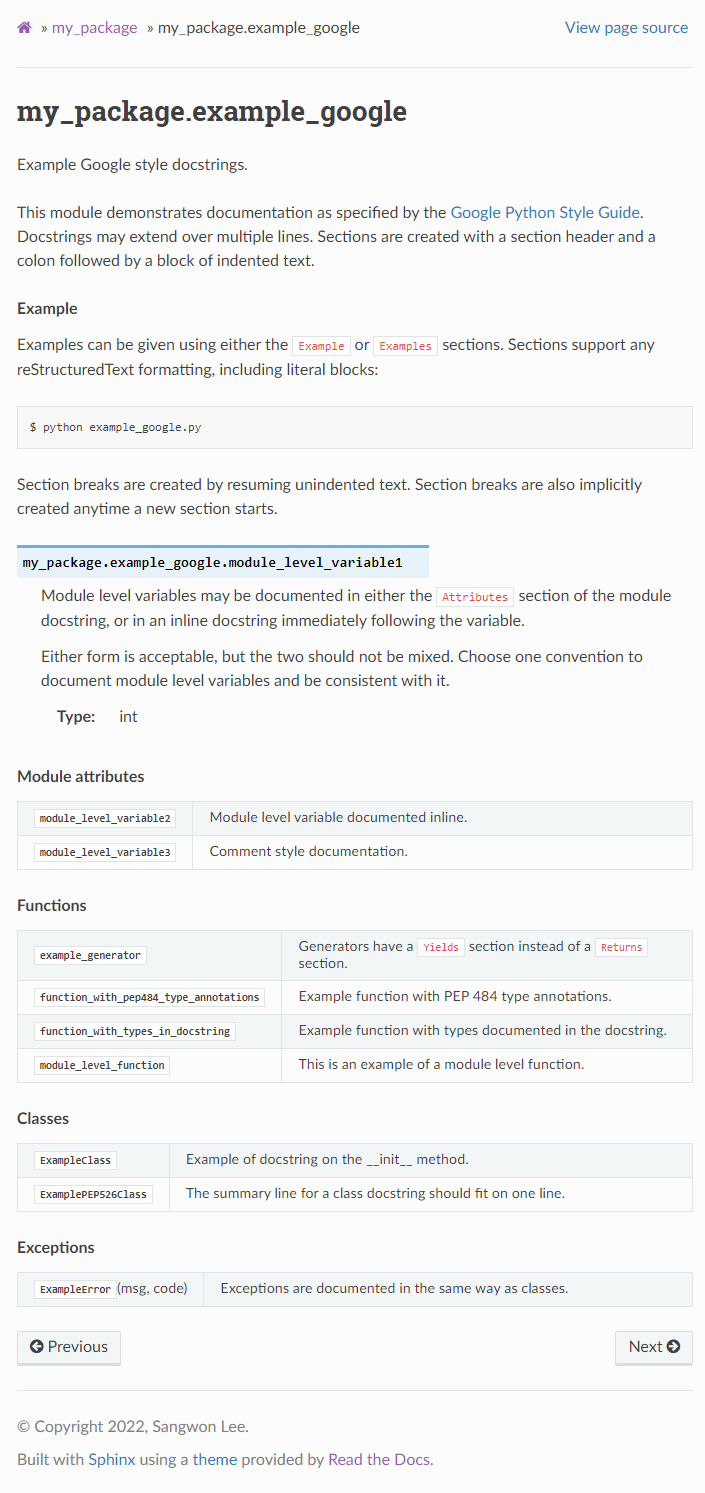 » my_package » my_package.example_google View page source
my_package.example_google
Example Google style docstrings.
This module demonstrates documentation as specified by the Google Python Style Guide.
Docstrings may extend over multiple lines. Sections are created with a section header and a
colon followed by a block of indented text.
Example
Examples can be given using either the Example or Examples sections. Sections support any
reStructuredText formatting, including literal blocks:
$ python example_google.py
Section breaks are created by resuming unindented text. Section breaks are also implicitly
created anytime a new section starts.
my_package.example_google.module_level_variable1
Module level variables may be documented in either the Attributes section of the module
docstring, or in an inline docstring immediately following the variable.
Either form is acceptable, but the two should not be mixed. Choose one convention to
document module level variables and be consistent with it.
Type: int
Module attributes
module_level_variable2 Module level variable documented inline.
module_level_variable3 Comment style documentation.
Functions
example_generator Generators have a Yields section instead of a Returns
section.
function_with_pep484_type_annotations Example function with PEP 484 type annotations.
function_with_types_in_docstring Example function with types documented in the docstring.
module_level_function This is an example of a module level function.
Classes
ExampleClass Example of docstring on the __init__ method.
ExamplePEP526Class The summary line for a class docstring should fit on one line.
Exceptions
ExampleError(msg, code) Exceptions are documented in the same way as classes.
Previous Next
© Copyright 2022, Sangwon Lee.
Built with Sphinx using a theme provided by Read the Docs.